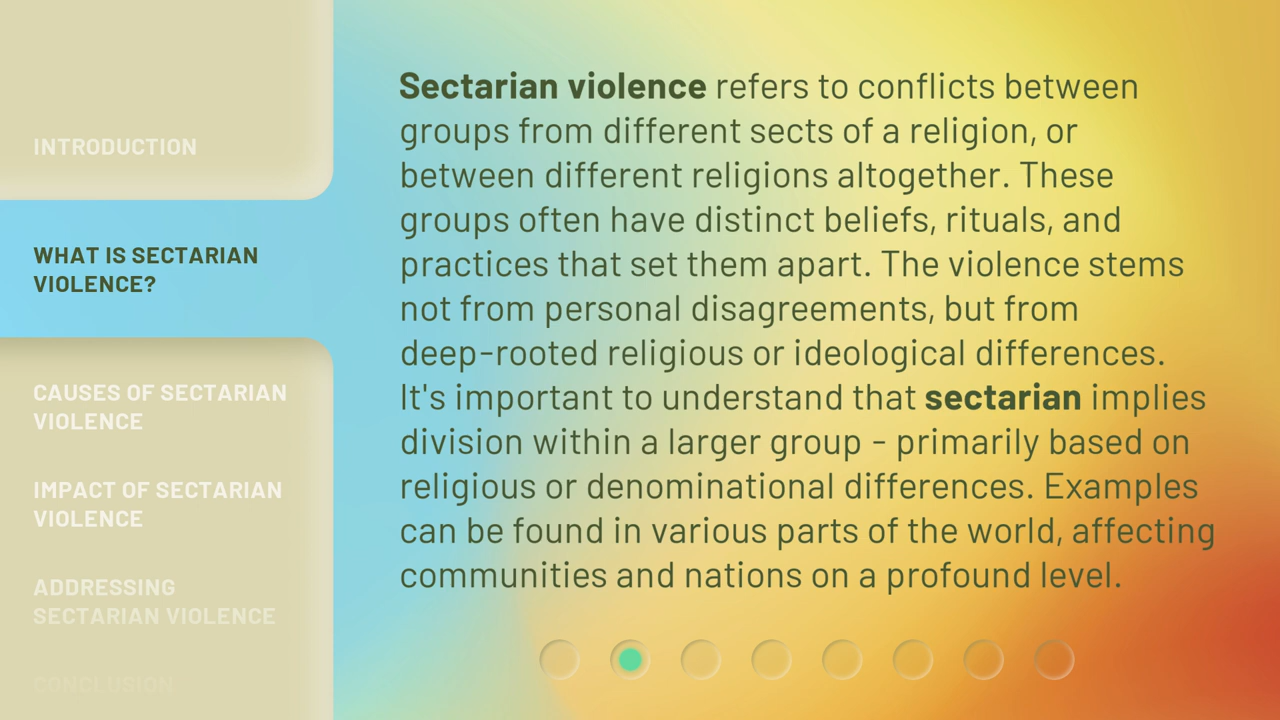 INTRODUCTION
WHAT IS SECTARIAN
VIOLENCE?
CAUSES OF SECTARIAN
VIOLENCE
IMPACT OF SECTARIAN
VIOLENCE
ADDRESSING
SECTARIAN VIOLENCE
CONCLUSION
Sectarian violence refers to conflicts between
groups from different sects of a religion, or
between different religions altogether. These
groups often have distinct beliefs, rituals, and
practices that set them apart. The violence stems
not from personal disagreements, but from
deep-rooted religious or ideological differences.
It's important to understand that sectarian implies
division within a larger group - primarily based on
religious or denominational differences. Examples
can be found in various parts of the world, affecting
communities and nations on a profound level.